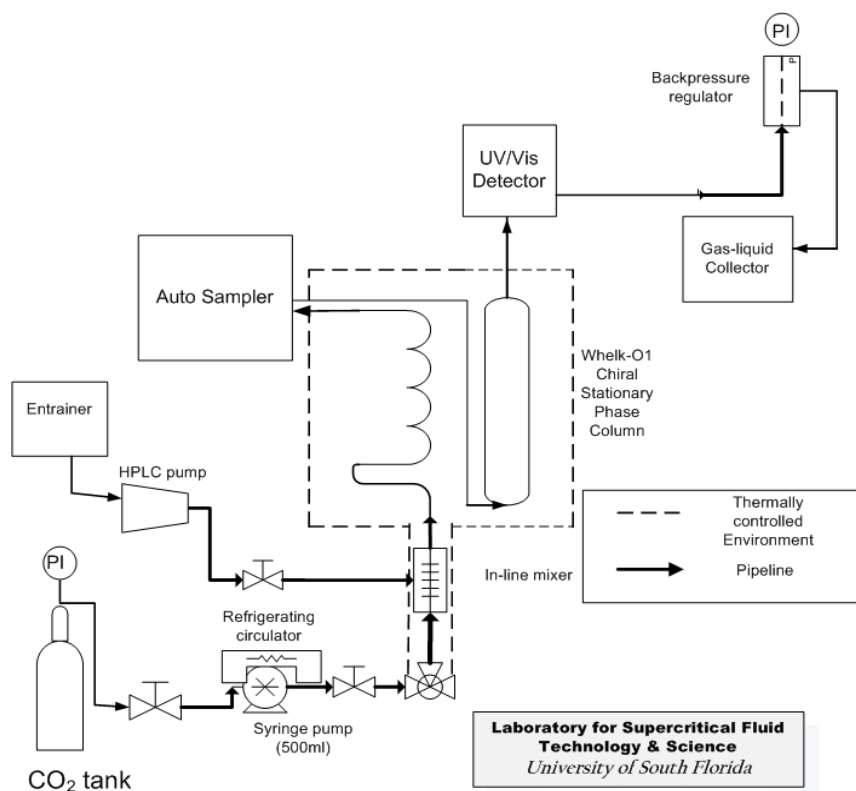 PI
Backpressure
regulator
P
UV/Vis
Detector
Gas-liquid
Collector
Auto Sampler
Whelk-O1
Chiral
Stationary
Phase
Column
Entrainer
HPLC pump
Thermally
controlled
Environment
Pipeline
In-line mixer
PI
Refrigerating
circulator
Syringe pump
(500ml)
CO₂ tank
Laboratory for Supercritical Fluid
Technology & Science
University of South Florida